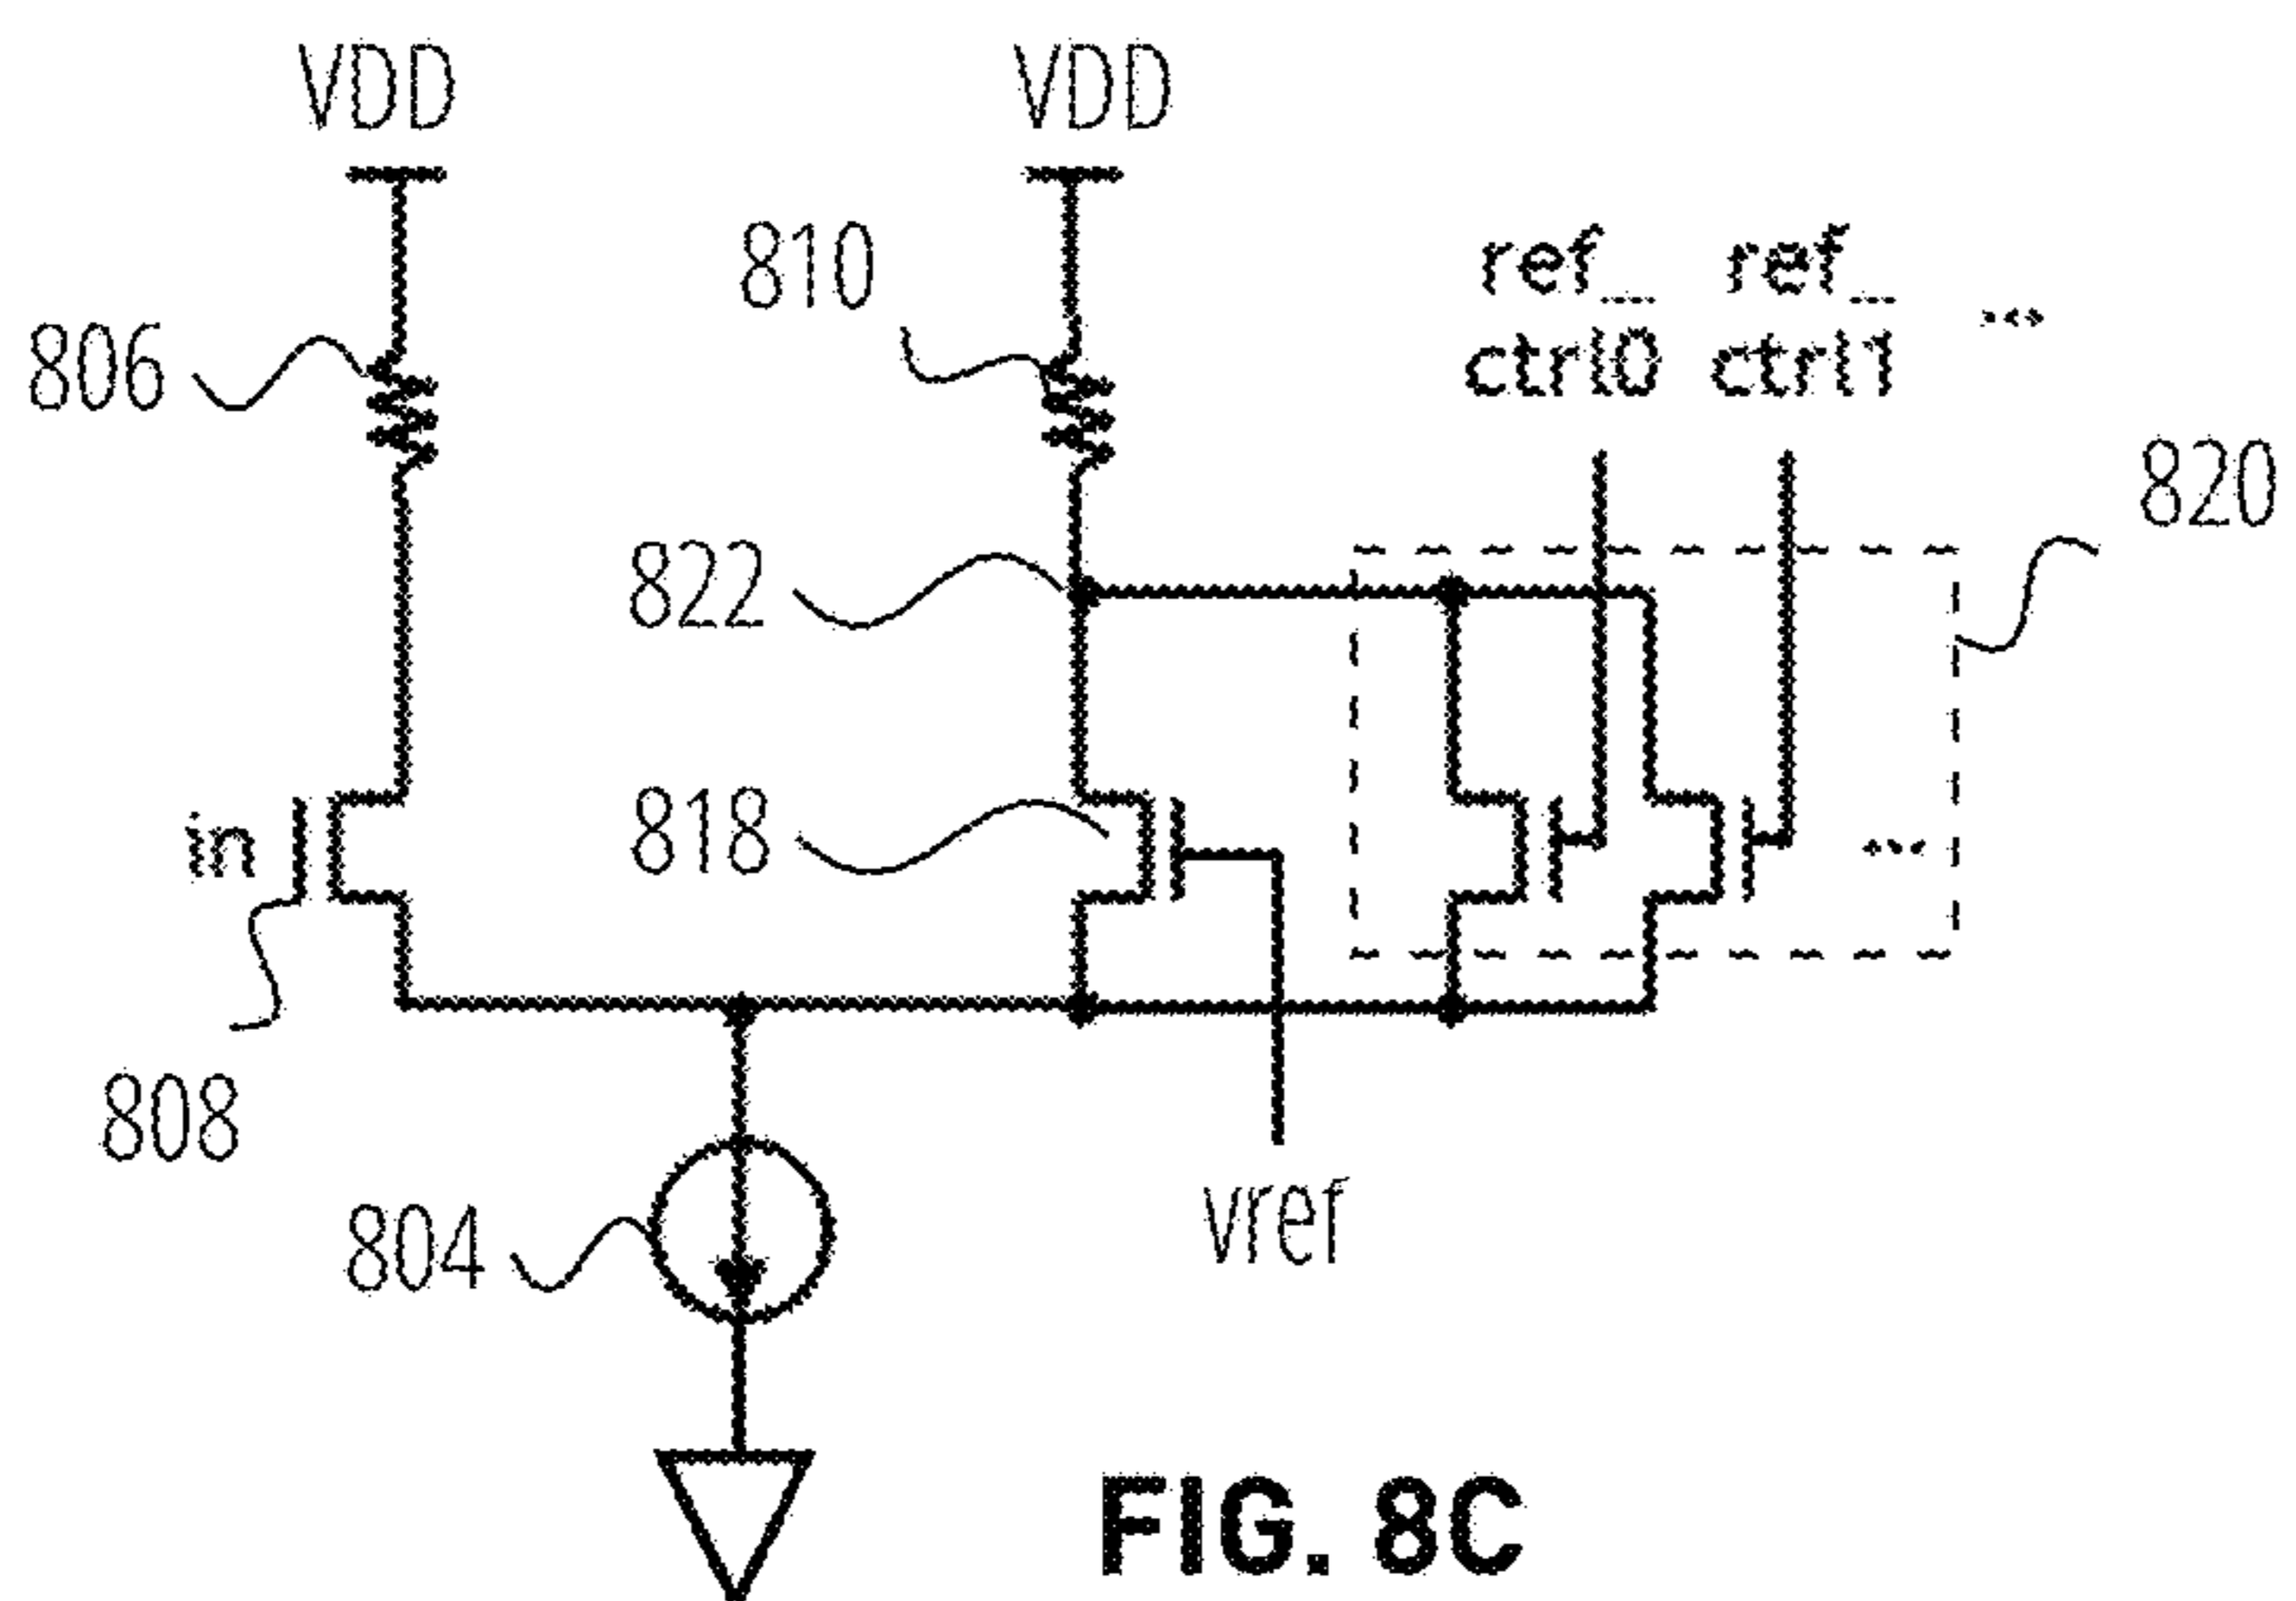 VDD VDD
810
ref_ ref_ ...
ctrl0 ctrl1
806
820
822
818
in
...
808
804
vref
FIG. 8C